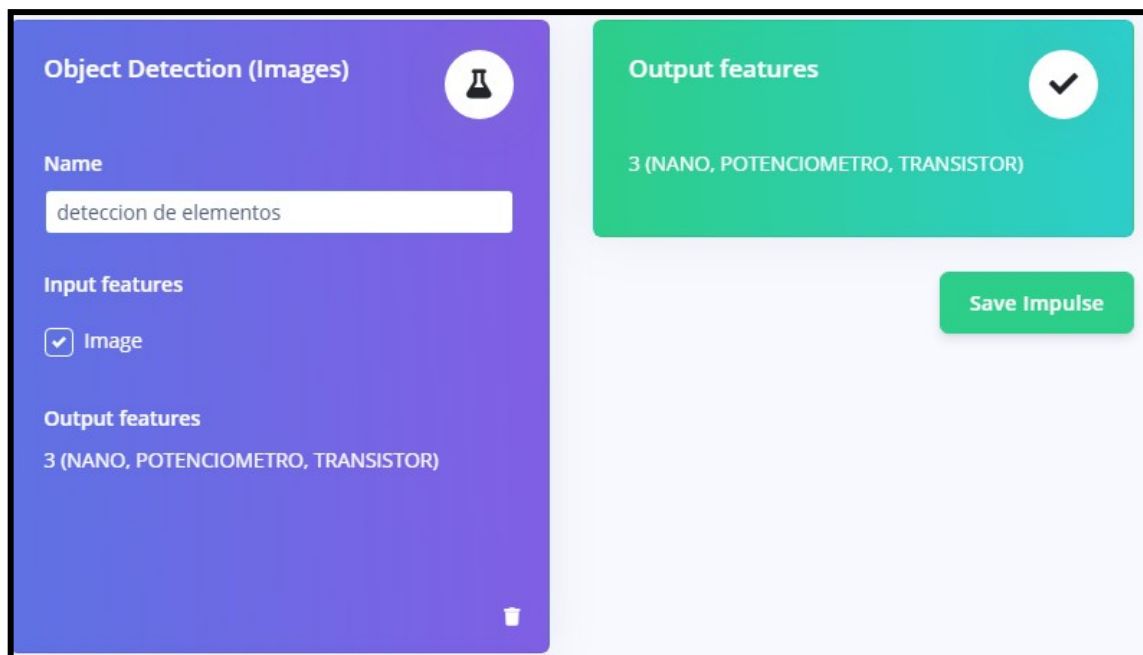 Object Detection (Images)
Name
deteccion de elementos
Input features
Image
Output features
3 (NANO, POTENCIOMETRO, TRANSISTOR)
Output features
3 (NANO, POTENCIOMETRO, TRANSISTOR)
Save Impulse